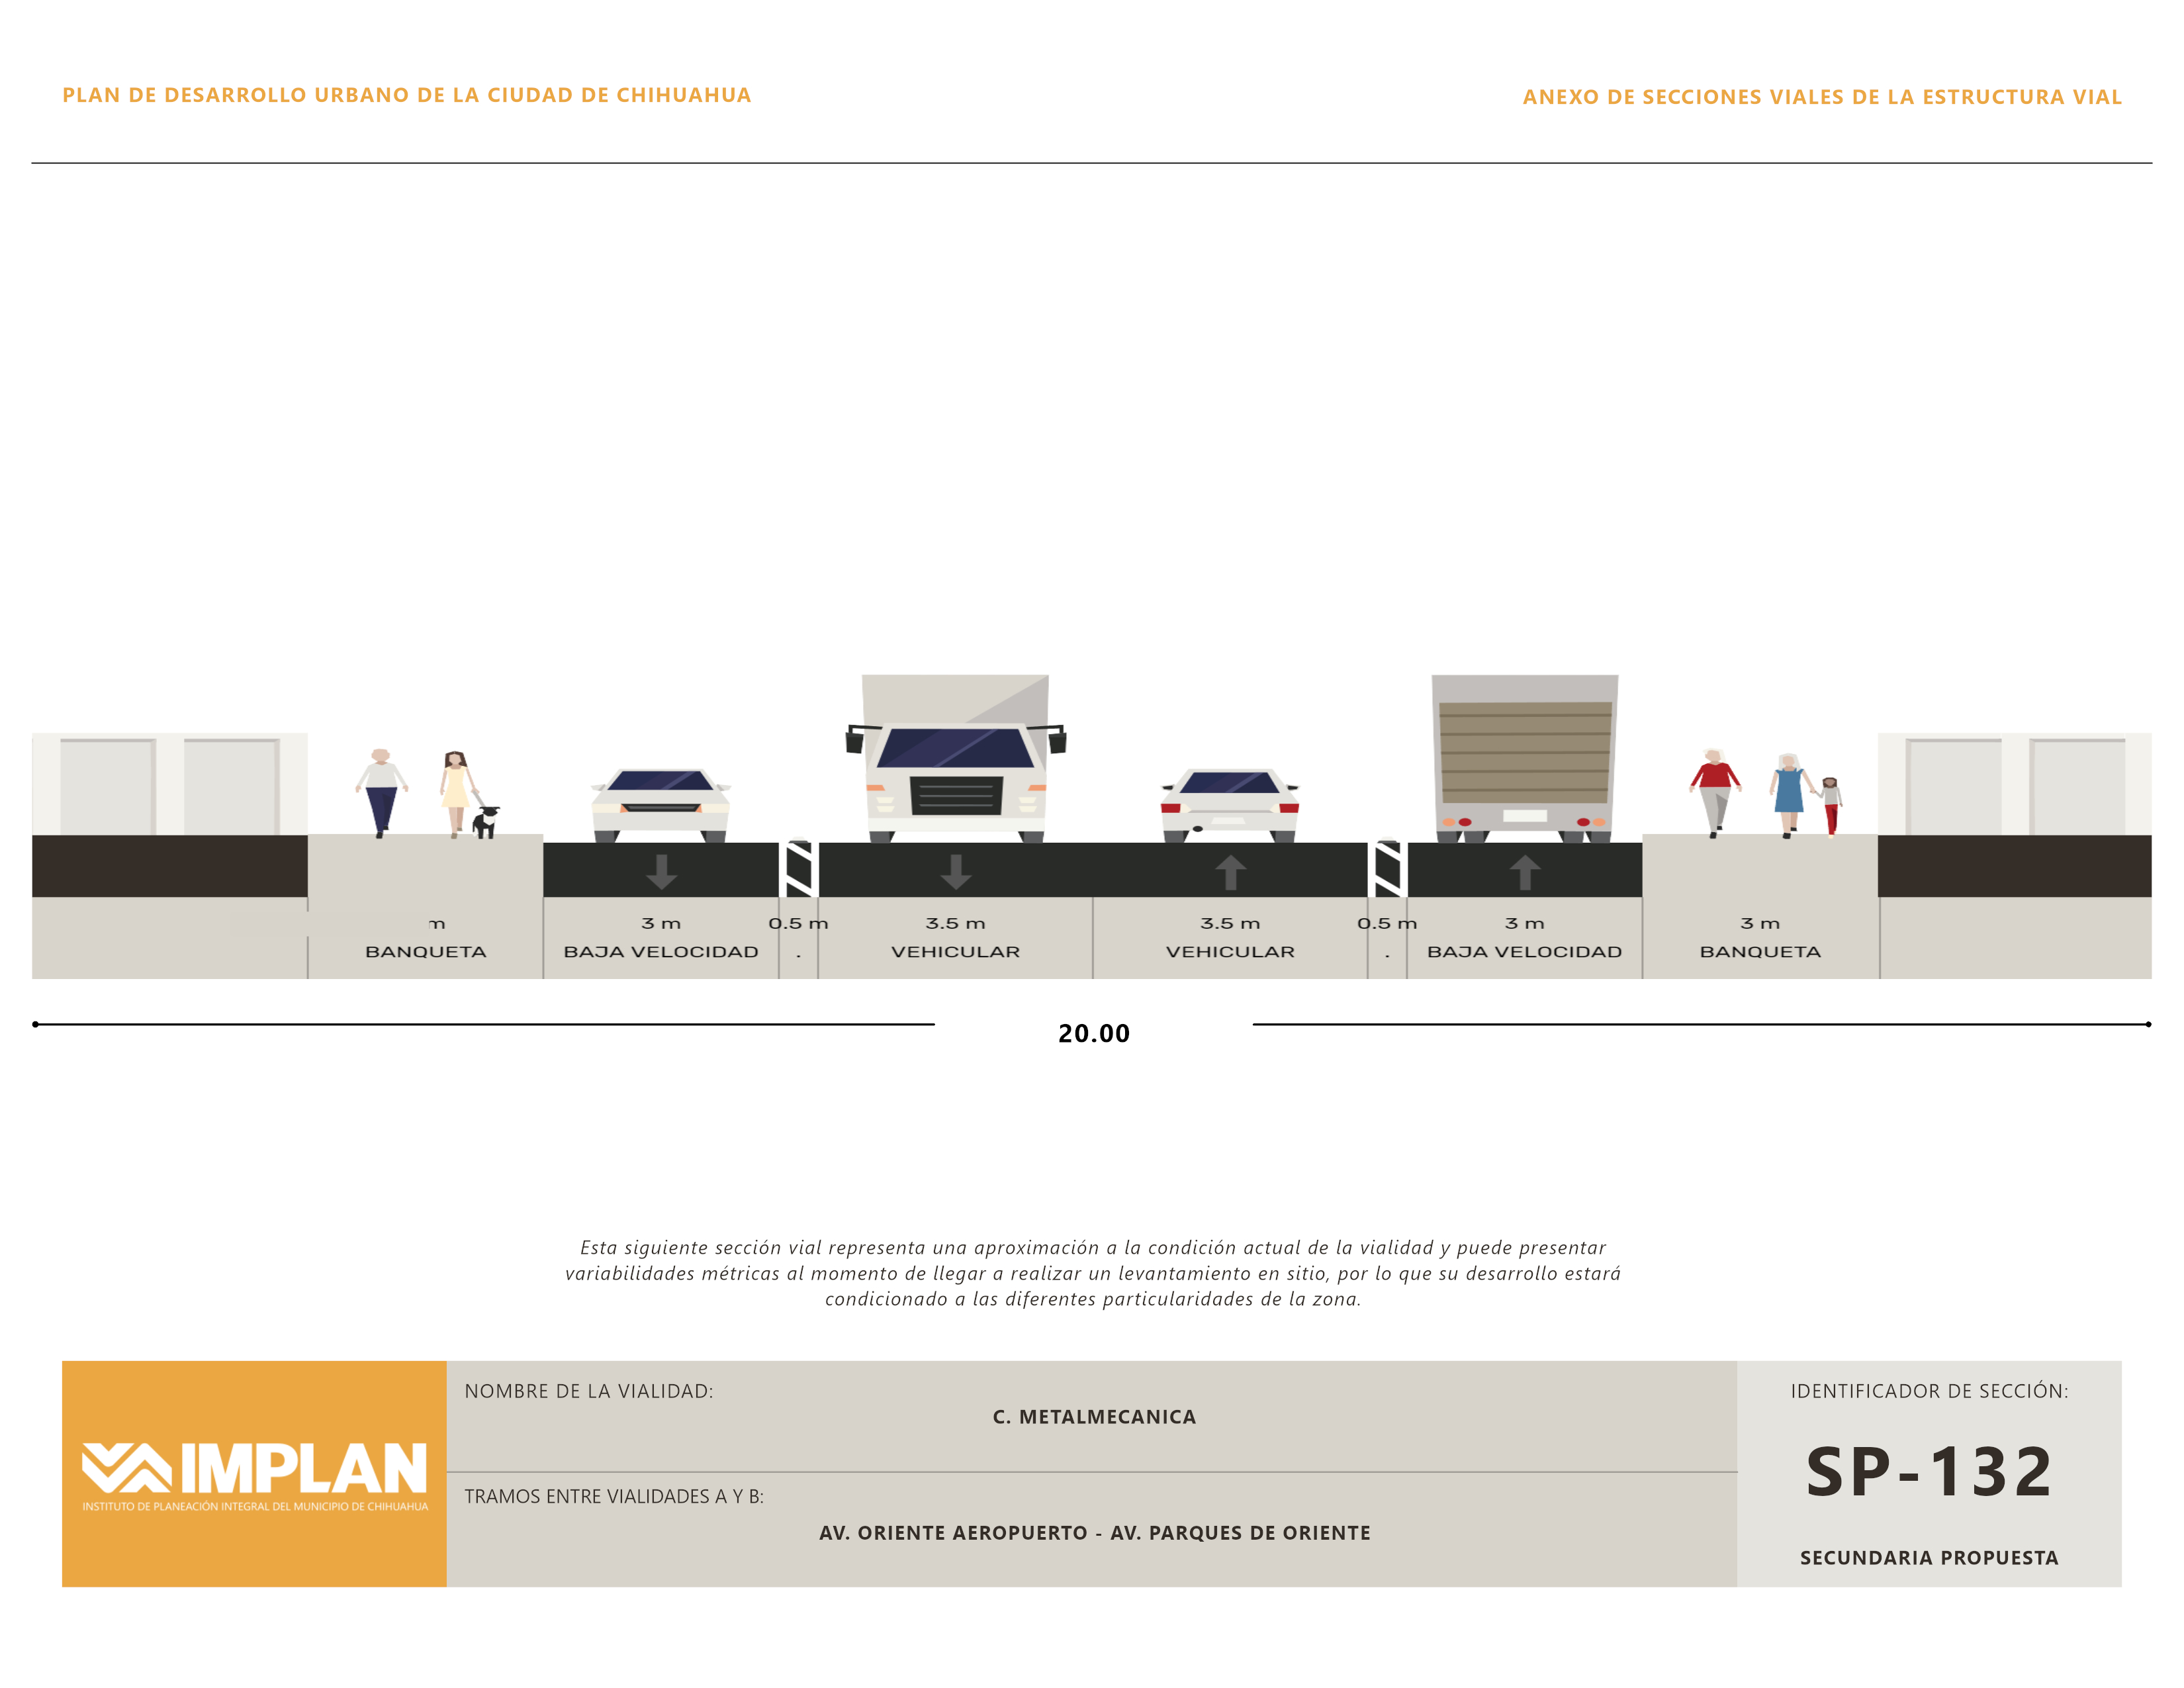 PLAN DE DESARROLLO URBANO DE LA CIUDAD DE CHIHUAHUA
ANEXO DE SECCIONES VIALES DE LA ESTRUCTURA VIAL
m 3 m 0.5 m 3.5 m 3.5 m 0.5 m 3 m 3 m
BANQUETA BAJA VELOCIDAD . VEHICULAR VEHICULAR . BAJA VELOCIDAD BANQUETA
20.00
Esta siguiente sección vial representa una aproximación a la condición actual de la vialidad y puede presentar
variabilidades métricas al momento de llegar a realizar un levantamiento en sitio, por lo que su desarrollo estará
condicionado a las diferentes particularidades de la zona.
IMPLAN
INSTITUTO DE PLANEACIÓN INTEGRAL DEL MUNICIPIO DE CHIHUAHUA
NOMBRE DE LA VIALIDAD:
C. METALMECANICA
TRAMOS ENTRE VIALIDADES A Y B:
AV. ORIENTE AEROPUERTO - AV. PARQUES DE ORIENTE
IDENTIFICADOR DE SECCIÓN:
SP-132
SECUNDARIA PROPUESTA